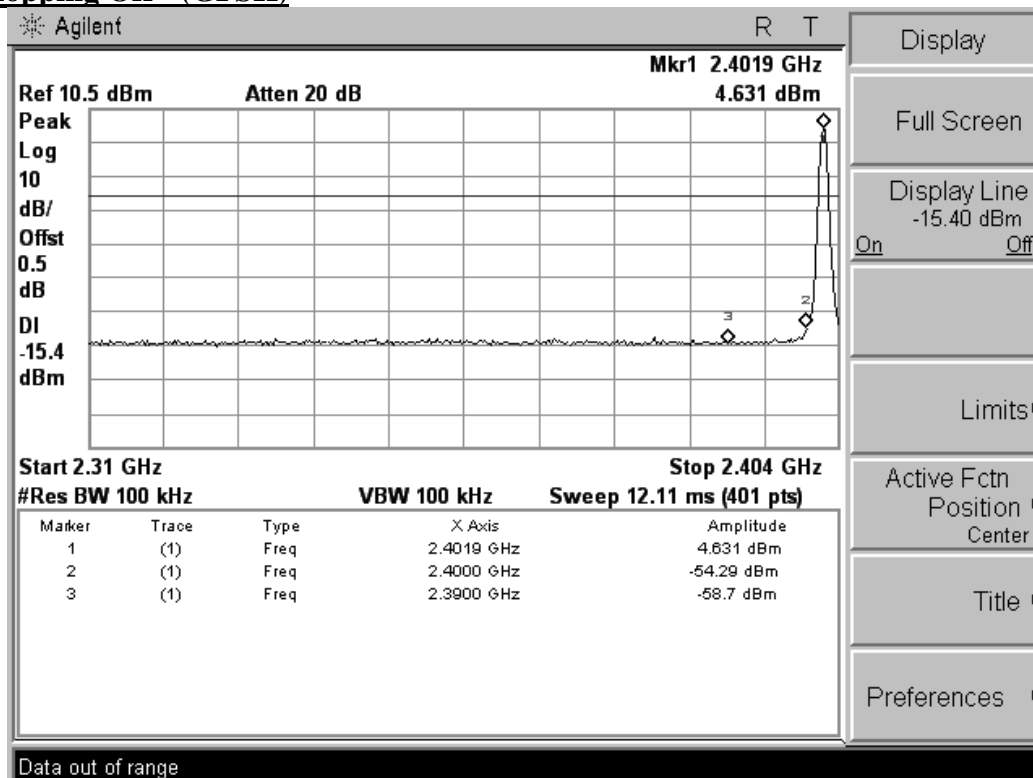 Agilent R T
Mkr1 2.4019 GHz
Ref 10.5 dBm Atten 20 dB 4.631 dBm
Peak
Log
10
dB/
Offst
0.5
dB
DI
-15.4
dBm
2
3
Start 2.31 GHz Stop 2.404 GHz
#Res BW 100 kHz VBW 100 kHz Sweep 12.11 ms (401 pts)
Marker Trace Type X Axis Amplitude
1 (1) Freq 2.4019 GHz 4.631 dBm
2 (1) Freq 2.4000 GHz -54.29 dBm
3 (1) Freq 2.3900 GHz -58.7 dBm
Display
Full Screen
Display Line
-15.40 dBm
On Off
Limits
Active Fctn
Position
Center
Title
Preferences
Data out of range